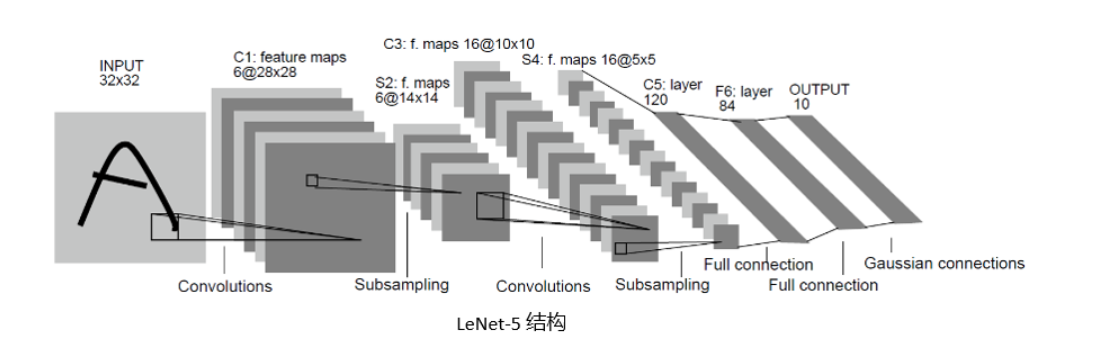 INPUT
32x32
C1: feature maps
6@28x28
S2: f. maps
6@14x14
C3: f. maps 16@10x10
S4: f. maps 16@5x5
C5: layer
120
F6: layer
84
OUTPUT
10
Convolutions
Subsampling
Convolutions
Subsampling
Full connection
Full connection
Gaussian connections
LeNet-5 结构